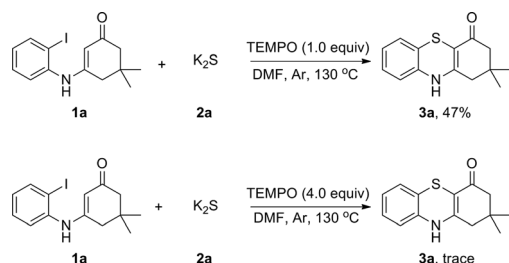 O
I
N
H
1a
+
K2S
2a
TEMPO (1.0 equiv)
DMF, Ar, 130 °C
O
S
N
H
3a, 47%
O
I
N
H
1a
+
K2S
2a
TEMPO (4.0 equiv)
DMF, Ar, 130 °C
O
S
N
H
3a, trace